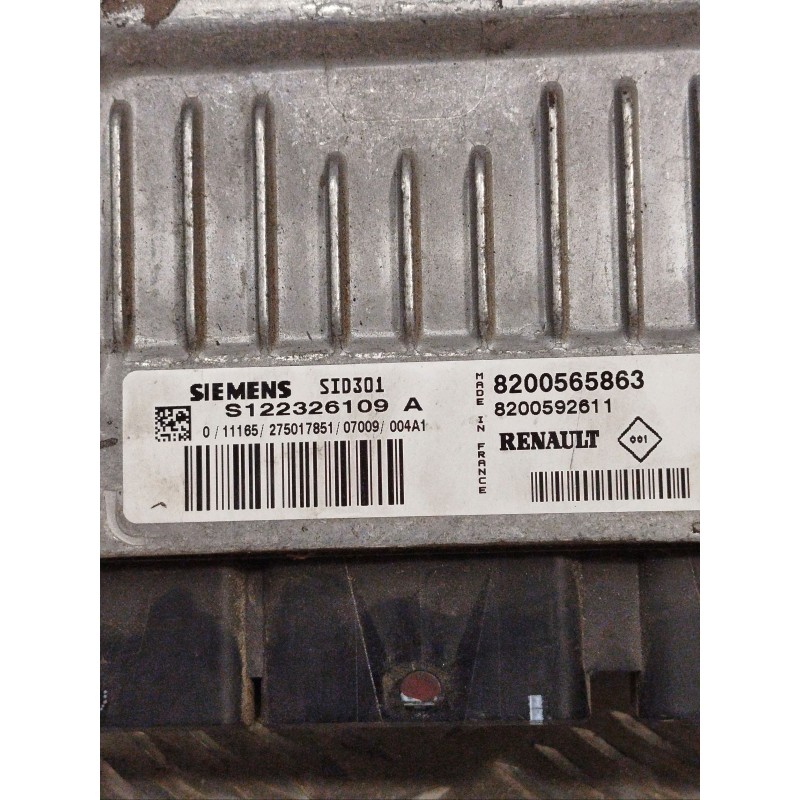 SIEMENS SID301
S122326109 A
0/11165/275017851/07009/004A1
MADE IN FRANCE
8200565863
8200592611
RENAULT 001